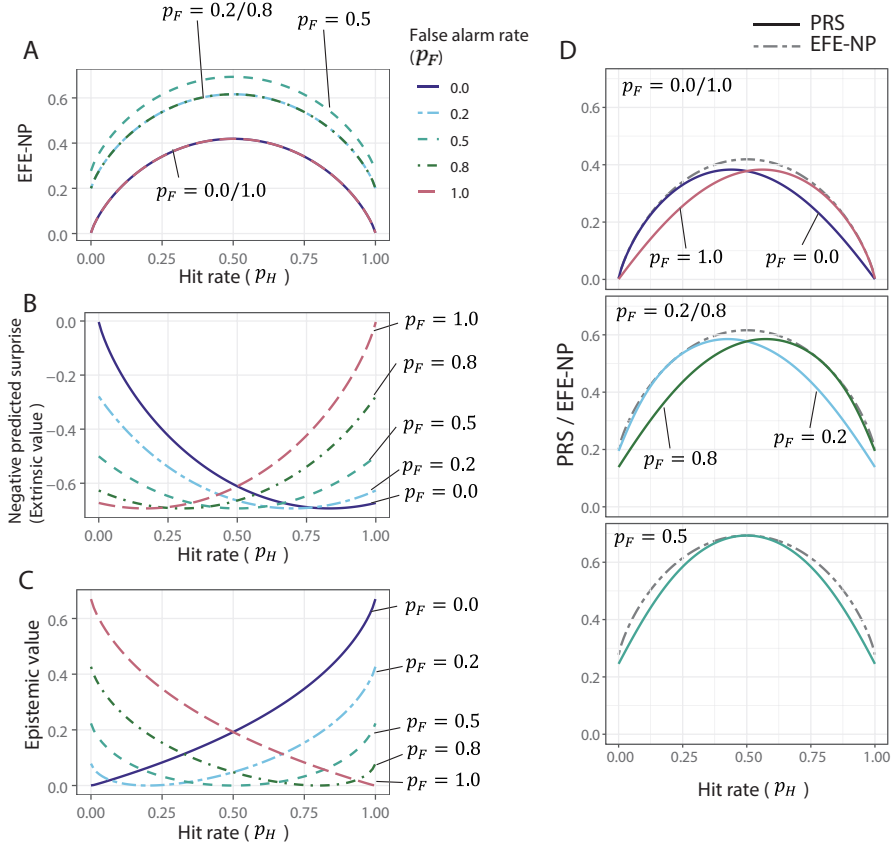 A
p_F = 0.2/0.8
p_F = 0.5
EFE-NP
0.6
0.4
0.2
0.0
p_F = 0.0/1.0
0.00
0.25
0.50
0.75
1.00
Hit rate ( p_H )
False alarm rate
(p_F)
0.0
0.2
0.5
0.8
1.0
B
Negative predicted surprise
(Extrinsic value)
0.0
−0.2
−0.4
−0.6
p_F = 1.0
p_F = 0.8
p_F = 0.5
p_F = 0.2
p_F = 0.0
0.00
0.25
0.50
0.75
1.00
Hit rate ( p_H )
C
Epistemic value
0.6
0.4
0.2
0.0
p_F = 0.0
p_F = 0.2
p_F = 0.5
p_F = 0.8
p_F = 1.0
0.00
0.25
0.50
0.75
1.00
Hit rate ( p_H )
D
PRS
EFE-NP
PRS / EFE-NP
p_F = 0.0/1.0
0.6
0.4
0.2
0.0
p_F = 1.0
p_F = 0.0
p_F = 0.2/0.8
0.6
0.4
0.2
0.0
p_F = 0.8
p_F = 0.2
p_F = 0.5
0.6
0.4
0.2
0.0
0.00
0.25
0.50
0.75
1.00
Hit rate ( p_H )